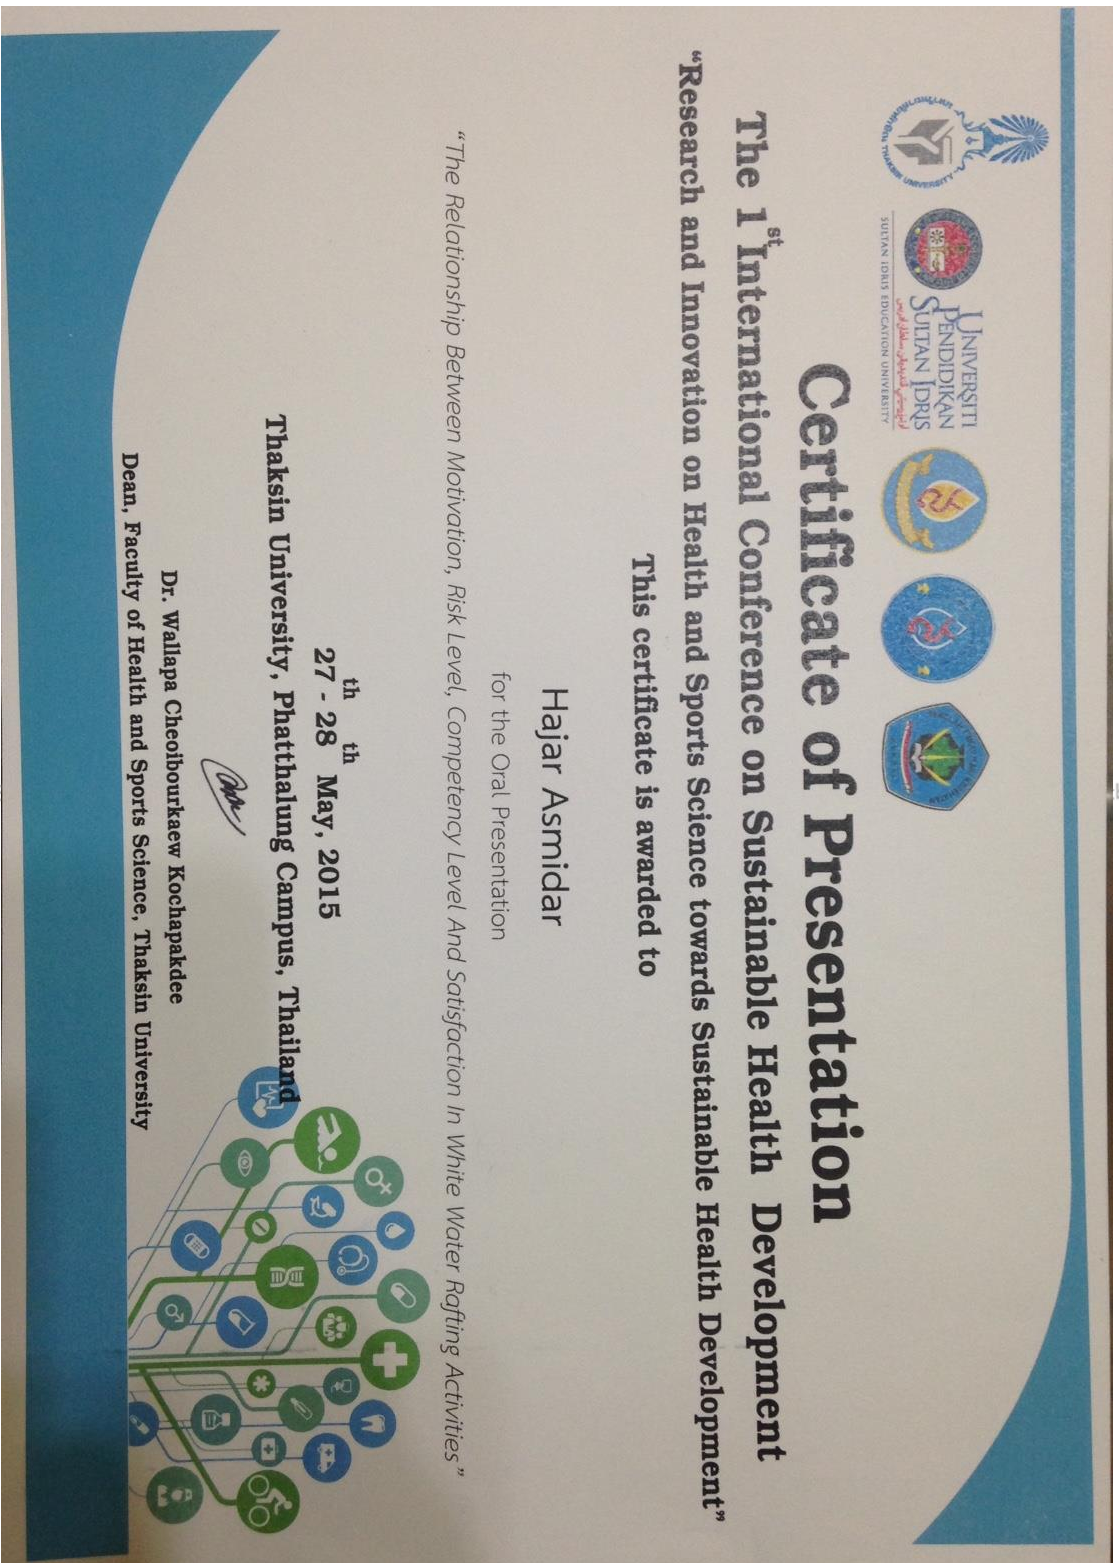 THAKSIN UNIVERSITY
UNIVERSITI
PENDIDIKAN
SULTAN IDRIS
SULTAN IDRIS EDUCATION UNIVERSITY
Certificate of Presentation
The 1st International Conference on Sustainable Health Development
“Research and Innovation on Health and Sports Science towards Sustainable Health Development”
This certificate is awarded to
Hajar Asmidar
for the Oral Presentation
“The Relationship Between Motivation, Risk Level, Competency Level And Satisfaction In White Water Rafting Activities”
27th - 28th May, 2015
Thaksin University, Phatthalung Campus, Thailand
Dr. Wallapa Cheoibourkaew Kochapakdee
Dean, Faculty of Health and Sports Science, Thaksin University